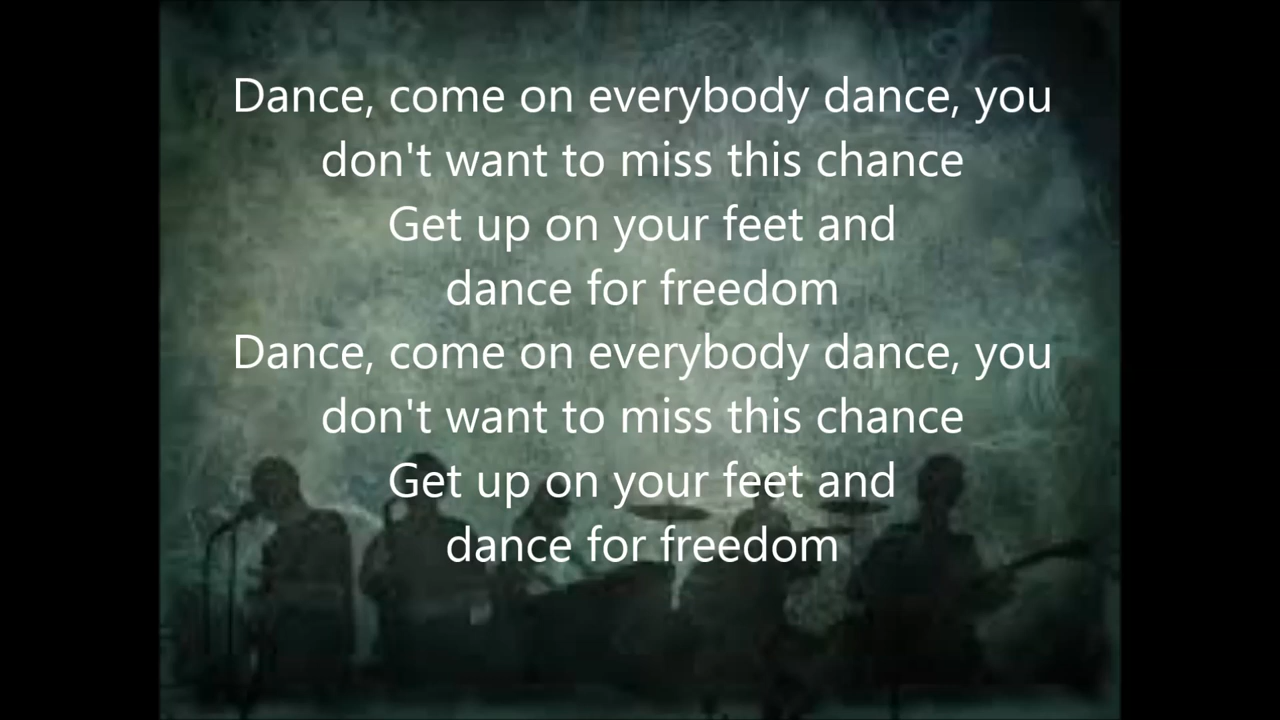 Dance, come on everybody dance, you
don't want to miss this chance
Get up on your feet and
dance for freedom
Dance, come on everybody dance, you
don't want to miss this chance
Get up on your feet and
dance for freedom